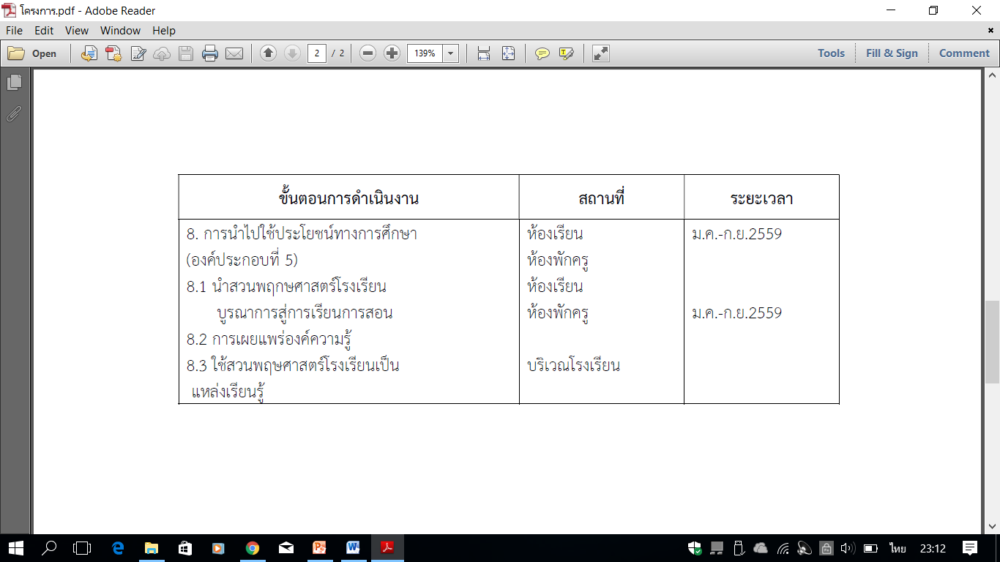 โครงการ.pdf - Adobe Reader
File Edit View Window Help
Open 2 / 2 139% Tools Fill & Sign Comment
ขั้นตอนการดำเนินงาน สถานที่ ระยะเวลา
8. การนำไปใช้ประโยชน์ทางการศึกษา ห้องเรียน ม.ค.-ก.ย.2559
(องค์ประกอบที่ 5) ห้องพักครู
8.1 นำสวนพฤกษศาสตร์โรงเรียน ห้องเรียน
บูรณาการสู่การเรียนการสอน ห้องพักครู ม.ค.-ก.ย.2559
8.2 การเผยแพร่องค์ความรู้
8.3 ใช้สวนพฤษศาสตร์โรงเรียนเป็น บริเวณโรงเรียน
แหล่งเรียนรู้
ไทย 23:12